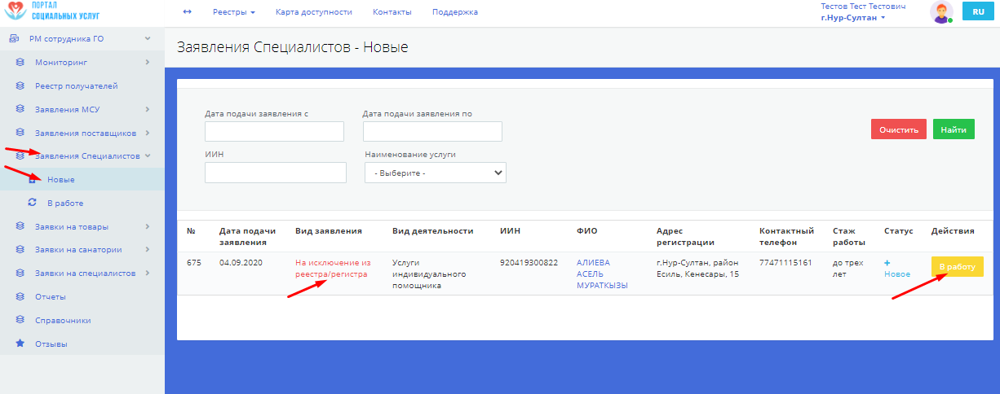 ПОРТАЛ
СОЦИАЛЬНЫХ УСЛУГ
Реестры
Карта доступности
Контакты
Поддержка
Тестов Тест Тестович
г.Нур-Султан
RU
РМ сотрудника ГО
Мониторинг
Реестр получателей
Заявления МСУ
Заявления поставщиков
Заявления Специалистов
Новые
В работе
Заявки на товары
Заявки на санатории
Заявки на специалистов
Отчеты
Справочники
Отзывы
Заявления Специалистов - Новые
Дата подачи заявления с
Дата подачи заявления по
Очистить
Найти
ИИН
Наименование услуги
- Выберите -
№ Дата подачи Вид заявления Вид деятельности ИИН ФИО Адрес Контактный Стаж Статус Действия
заявления регистрации телефон работы
675 04.09.2020 На исключение из Услуги 920419300822 АЛИЕВА г.Нур-Султан, район 77471115161 до трех + В работу
реестра/регистра индивидуального АСЕЛЬ Есиль, Кенесары, 15 лет Новое
помощника МУРАТКЫЗЫ